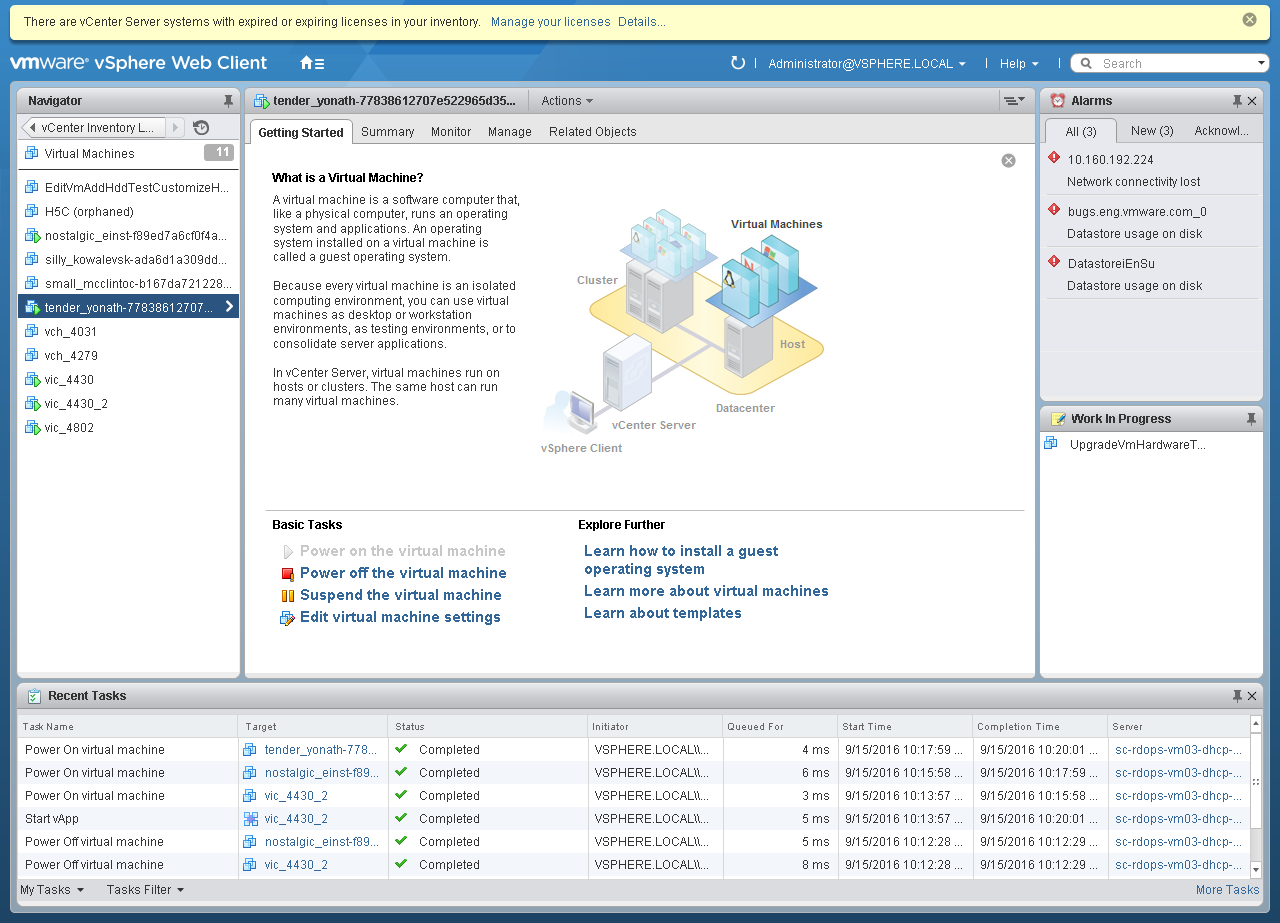 There are vCenter Server systems with expired or expiring licenses in your inventory. Manage your licenses Details...
vmware® vSphere Web Client
Administrator@VSPHERE.LOCAL
Help
Search
Navigator
vCenter Inventory L...
Virtual Machines 11
EditVmAddHddTestCustomizeH...
H5C (orphaned)
nostalgic_einst-f89ed7a6cf0f4a...
silly_kowalevsk-ada6d1a309dd...
small_mcclintoc-b167da721228...
tender_yonath-77838612707...
vch_4031
vch_4279
vic_4430
vic_4430_2
vic_4802
tender_yonath-77838612707e522965d35...
Actions
Getting Started Summary Monitor Manage Related Objects
What is a Virtual Machine?
A virtual machine is a software computer that,
like a physical computer, runs an operating
system and applications. An operating
system installed on a virtual machine is
called a guest operating system.
Because every virtual machine is an isolated
computing environment, you can use virtual
machines as desktop or workstation
environments, as testing environments, or to
consolidate server applications.
In vCenter Server, virtual machines run on
hosts or clusters. The same host can run
many virtual machines.
Virtual Machines
Cluster
Host
Datacenter
vCenter Server
vSphere Client
Basic Tasks
Power on the virtual machine
Power off the virtual machine
Suspend the virtual machine
Edit virtual machine settings
Explore Further
Learn how to install a guest
operating system
Learn more about virtual machines
Learn about templates
Alarms
All (3) New (3) Acknowl...
10.160.192.224
Network connectivity lost
bugs.eng.vmware.com_0
Datastore usage on disk
DatastoreiEnSu
Datastore usage on disk
Work In Progress
UpgradeVmHardwareT...
Recent Tasks
Task Name Target Status Initiator Queued For Start Time Completion Time Server
Power On virtual machine tender_yonath-778... Completed VSPHERE.LOCAL\\... 4 ms 9/15/2016 10:17:59 ... 9/15/2016 10:20:01 ... sc-rdops-vm03-dhcp-...
Power On virtual machine nostalgic_einst-f89... Completed VSPHERE.LOCAL\\... 6 ms 9/15/2016 10:15:58 ... 9/15/2016 10:17:59 ... sc-rdops-vm03-dhcp-...
Power On virtual machine vic_4430_2 Completed VSPHERE.LOCAL\\... 3 ms 9/15/2016 10:13:57 ... 9/15/2016 10:15:58 ... sc-rdops-vm03-dhcp-...
Start vApp vic_4430_2 Completed VSPHERE.LOCAL\\... 5 ms 9/15/2016 10:13:57 ... 9/15/2016 10:20:01 ... sc-rdops-vm03-dhcp-...
Power Off virtual machine nostalgic_einst-f89... Completed VSPHERE.LOCAL\\... 5 ms 9/15/2016 10:12:28 ... 9/15/2016 10:12:29 ... sc-rdops-vm03-dhcp-...
Power Off virtual machine vic_4430_2 Completed VSPHERE.LOCAL\\... 8 ms 9/15/2016 10:12:28 ... 9/15/2016 10:12:29 ... sc-rdops-vm03-dhcp-...
My Tasks Tasks Filter More Tasks